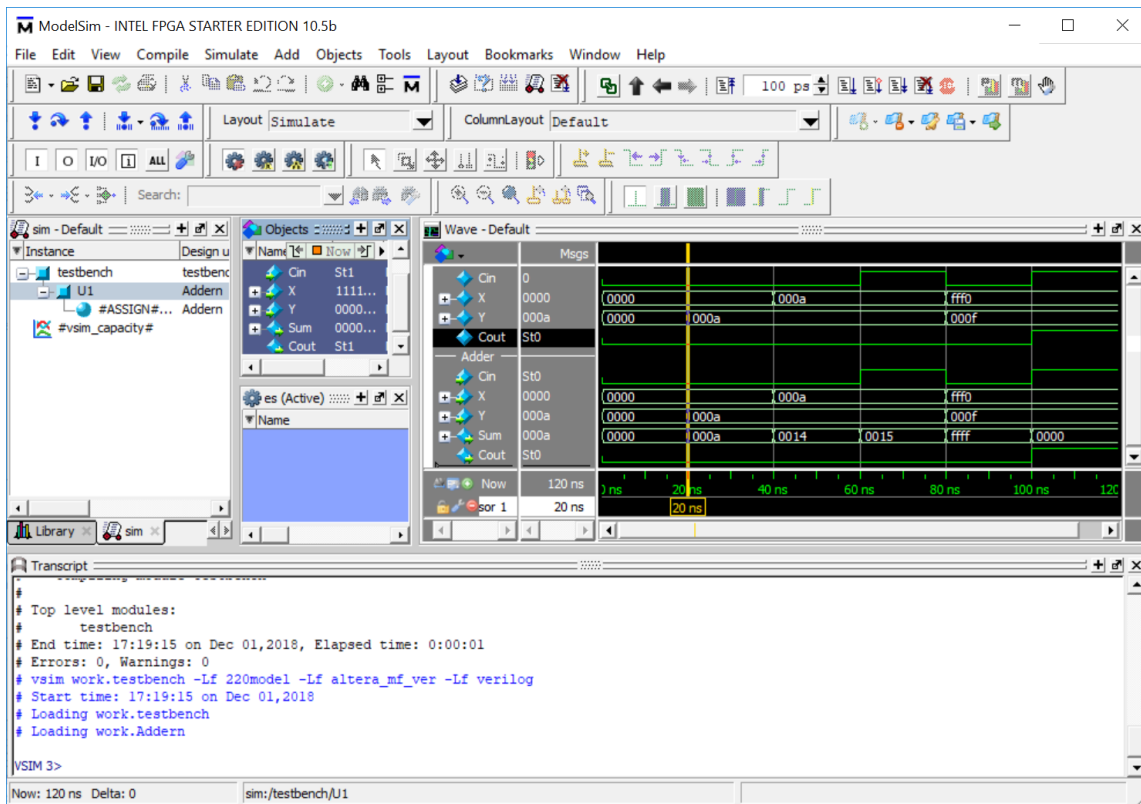 ModelSim - INTEL FPGA STARTER EDITION 10.5b
File Edit View Compile Simulate Add Objects Tools Layout Bookmarks Window Help
100 ps
Layout Simulate ColumnLayout Default
I O I/O ALL
Search:
sim - Default
Instance Design u
testbench testbenc
U1 Addern
#ASSIGN#... Addern
#vsim_capacity#
Library sim
Objects
Name Now
Cin St1
X 1111...
Y 0000...
Sum 0000...
Cout St1
es (Active)
Name
Wave - Default
Msgs
Cin 0
X 0000 0000 000a fff0
Y 000a 0000 000a 000f
Cout St0
Adder
Cin St0
X 0000 0000 000a fff0
Y 000a 0000 000a 000f
Sum 000a 0000 000a 0014 0015 ffff 0000
Cout St0
Now 120 ns ns 20 ns 40 ns 60 ns 80 ns 100 ns 120
sor 1 20 ns 20 ns
Transcript
#
# Top level modules:
# testbench
# End time: 17:19:15 on Dec 01,2018, Elapsed time: 0:00:01
# Errors: 0, Warnings: 0
# vsim work.testbench -Lf 220model -Lf altera_mf_ver -Lf verilog
# Start time: 17:19:15 on Dec 01,2018
# Loading work.testbench
# Loading work.Addern
VSIM 3>
Now: 120 ns Delta: 0 sim:/testbench/U1